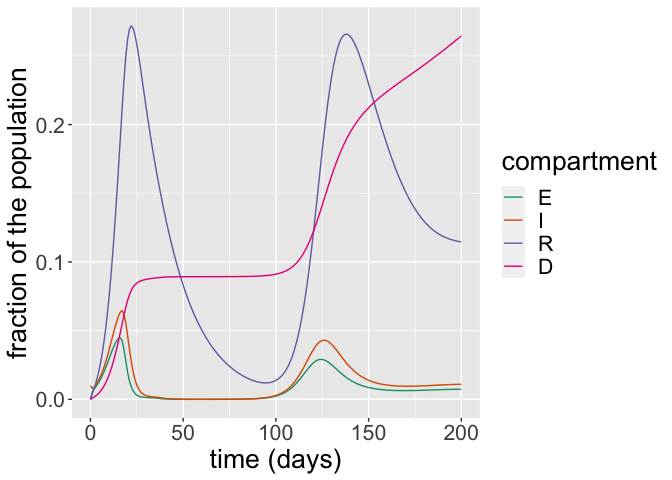 fraction of the population
0.2
0.1
0.0
0
50
100
150
200
time (days)
compartment
E
I
R
D